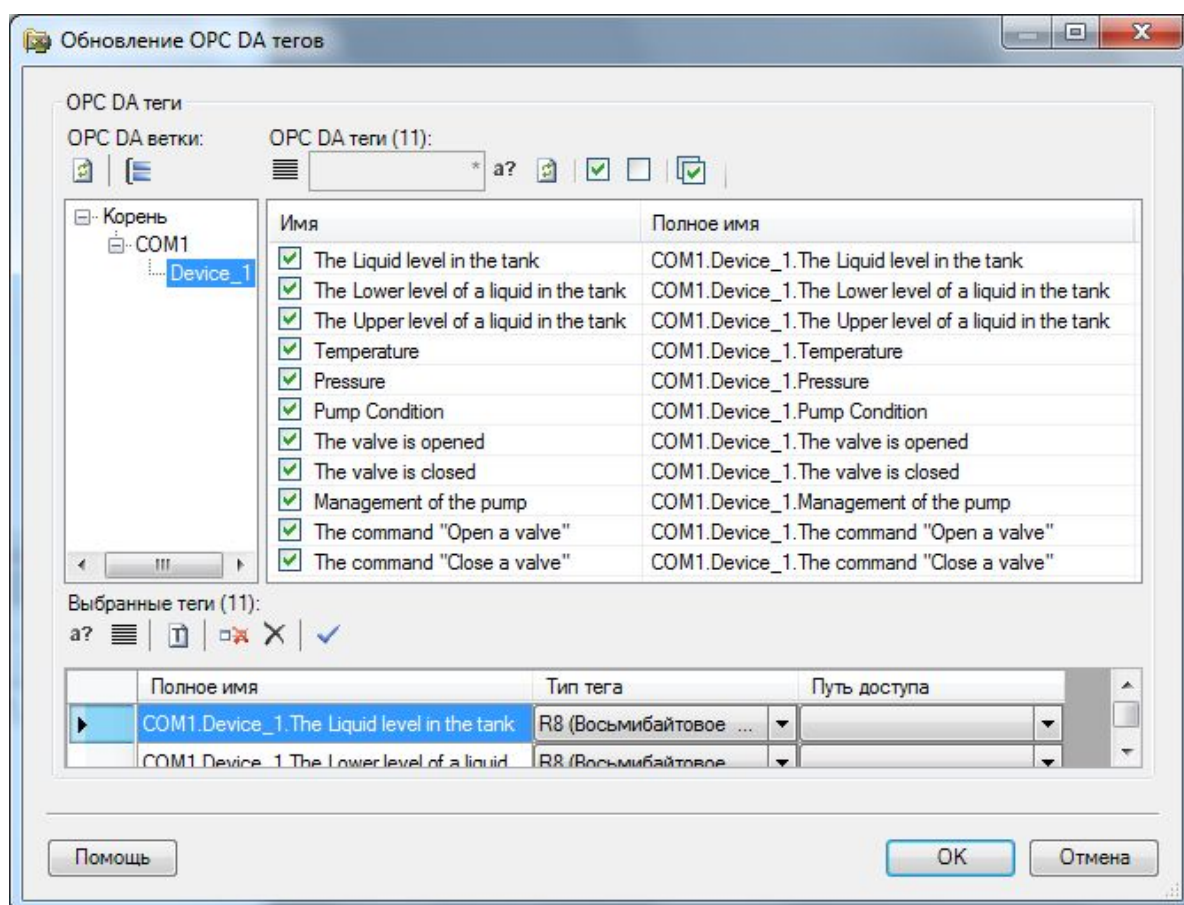 Обновление OPC DA тегов
OPC DA теги
OPC DA ветки: OPC DA теги (11):
* a?
Корень
COM1
Device_1
Имя Полное имя
The Liquid level in the tank COM1.Device_1.The Liquid level in the tank
The Lower level of a liquid in the tank COM1.Device_1.The Lower level of a liquid in the tank
The Upper level of a liquid in the tank COM1.Device_1.The Upper level of a liquid in the tank
Temperature COM1.Device_1.Temperature
Pressure COM1.Device_1.Pressure
Pump Condition COM1.Device_1.Pump Condition
The valve is opened COM1.Device_1.The valve is opened
The valve is closed COM1.Device_1.The valve is closed
Management of the pump COM1.Device_1.Management of the pump
The command "Open a valve" COM1.Device_1.The command "Open a valve"
The command "Close a valve" COM1.Device_1.The command "Close a valve"
Выбранные теги (11):
a?
Полное имя Тип тега Путь доступа
COM1.Device_1.The Liquid level in the tank R8 (Восьмибайтовое ...
COM1.Device_1.The Lower level of a liquid R8 (Восьмибайтовое
Помощь OK Отмена